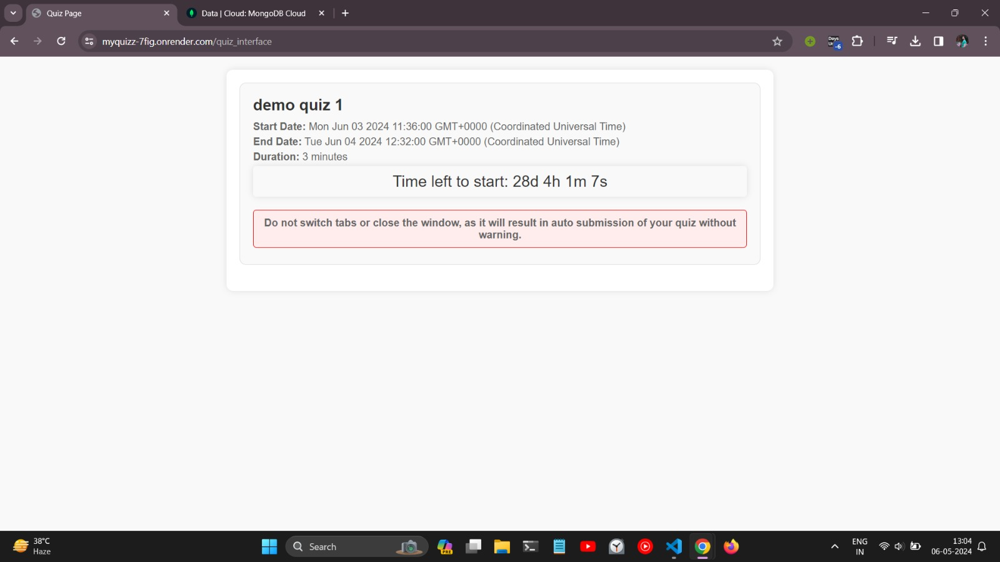 Quiz Page
Data | Cloud: MongoDB Cloud
myquizz-7fig.onrender.com/quiz_interface
Days
-6
demo quiz 1
Start Date: Mon Jun 03 2024 11:36:00 GMT+0000 (Coordinated Universal Time)
End Date: Tue Jun 04 2024 12:32:00 GMT+0000 (Coordinated Universal Time)
Duration: 3 minutes
Time left to start: 28d 4h 1m 7s
Do not switch tabs or close the window, as it will result in auto submission of your quiz without
warning.
38°C
Haze
Search
PRE
ENG
IN
13:04
06-05-2024